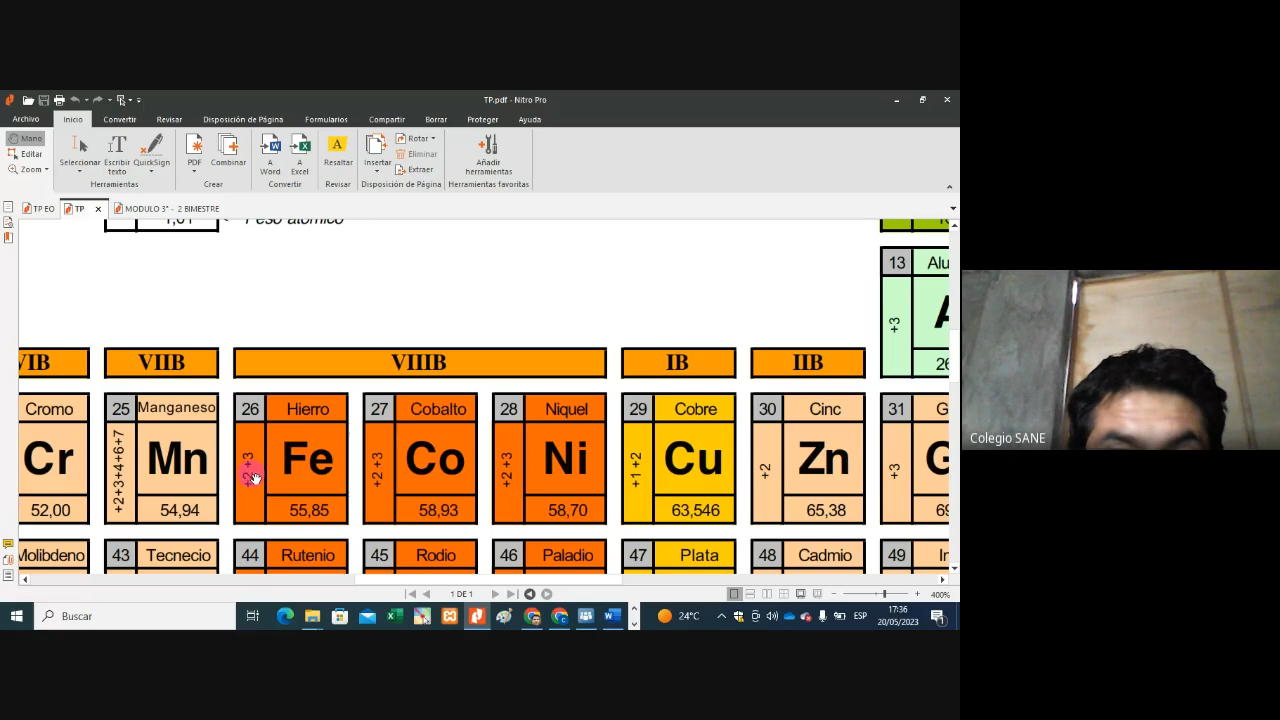 TP.pdf - Nitro Pro
Archivo Inicio Convertir Revisar Disposición de Página Formularios Compartir Borrar Proteger Ayuda
Mano
Editar
Zoom
Seleccionar
Escribir texto
QuickSign
Herramientas
PDF
Combinar
Crear
A Word
A Excel
Convertir
Resaltar
Revisar
Insertar
Rotar
Eliminar
Extraer
Disposición de Página
Añadir herramientas
Herramientas favoritas
TP EO TP MODULO 3° - 2 BIMESTRE
Peso atómico
13
+3
VIB VIIB VIIIB IB IIB
Cromo
Cr
52,00
25 Manganeso
+2+3+4+6+7
Mn
54,94
26 Hierro
+2 +3
Fe
55,85
27 Cobalto
+2 +3
Co
58,93
28 Niquel
+2 +3
Ni
58,70
29 Cobre
+1 +2
Cu
63,546
30 Cinc
+2
Zn
65,38
31
+3
Molibdeno 43 Tecnecio 44 Rutenio 45 Rodio 46 Paladio 47 Plata 48 Cadmio 49
1 DE 1
400%
Buscar
24°C
ESP
17:36
20/05/2023
Colegio SANE